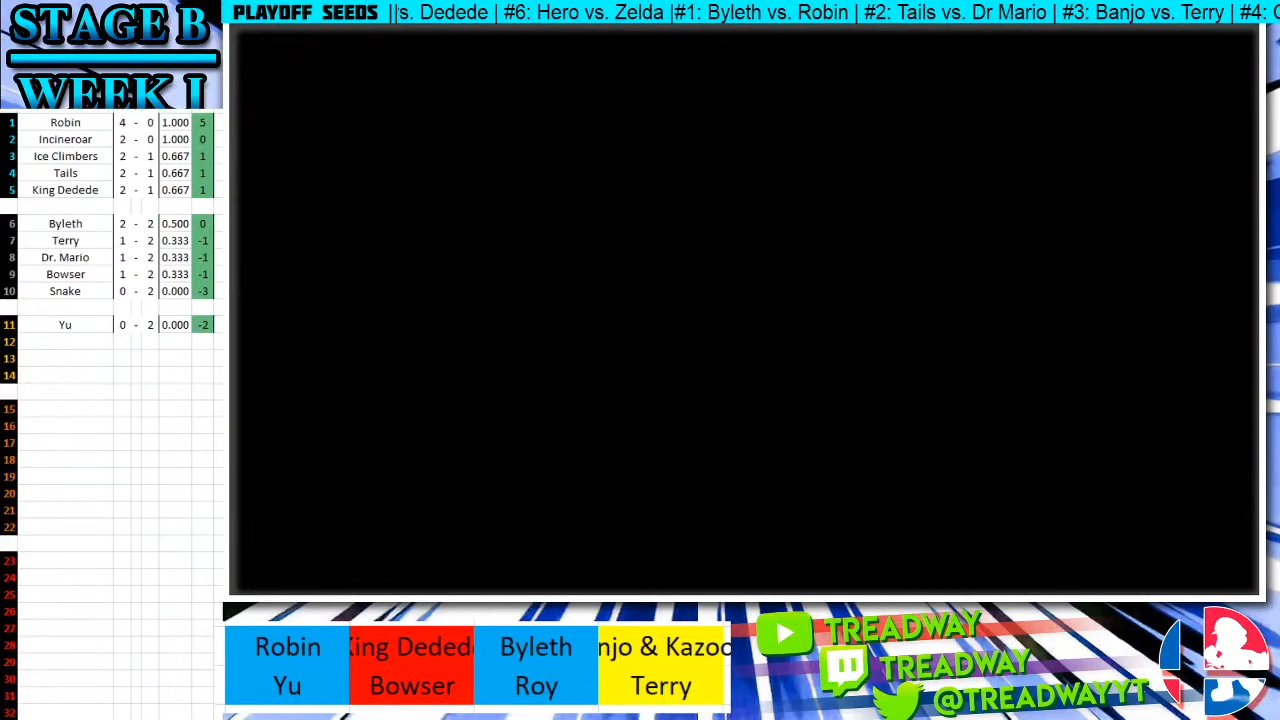 STAGE B
WEEK 1
PLAYOFF SEEDS ||s. Dedede | #6: Hero vs. Zelda |#1: Byleth vs. Robin | #2: Tails vs. Dr Mario | #3: Banjo vs. Terry | #4:
1 Robin 4 - 0 1.000 5
2 Incineroar 2 - 0 1.000 0
3 Ice Climbers 2 - 1 0.667 1
4 Tails 2 - 1 0.667 1
5 King Dedede 2 - 1 0.667 1
6 Byleth 2 - 2 0.500 0
7 Terry 1 - 2 0.333 -1
8 Dr. Mario 1 - 2 0.333 -1
9 Bowser 1 - 2 0.333 -1
10 Snake 0 - 2 0.000 -3
11 Yu 0 - 2 0.000 -2
12
13
14
15
16
17
18
19
20
21
22
23
24
25
26
27
28
29
30
31
32
Robin
Yu
King Dedede
Bowser
Byleth
Roy
njo & Kazoo
Terry
TREADWAY
TREADWAY
@TREADWAYYT